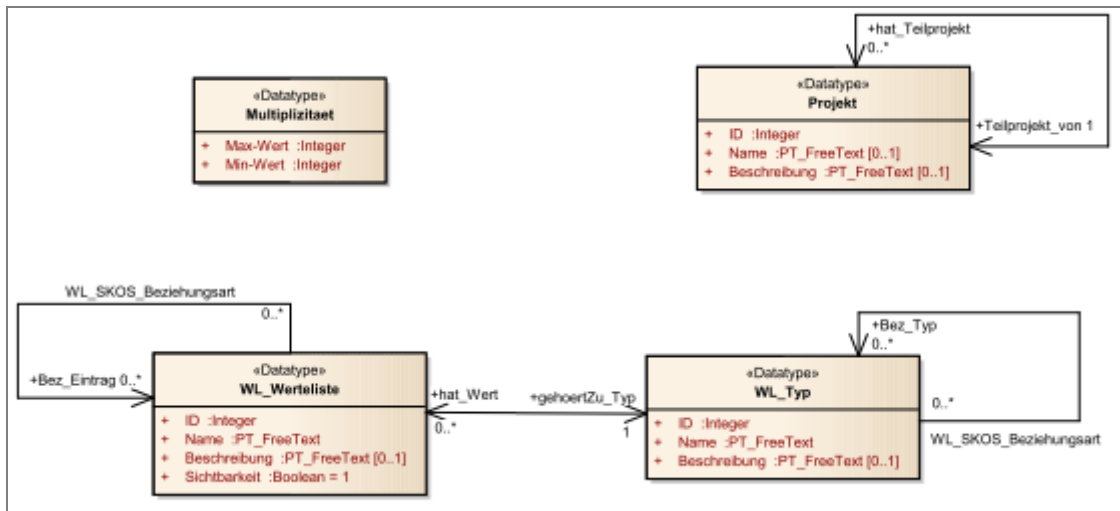 +hat_Teilprojekt
0..*
«Datatype»
Multiplizitaet
+ Max-Wert :Integer
+ Min-Wert :Integer
«Datatype»
Projekt
+ ID :Integer
+ Name :PT_FreeText [0..1]
+ Beschreibung :PT_FreeText [0..1]
+Teilprojekt_von 1
WL_SKOS_Beziehungsart
0..*
+Bez_Eintrag 0..*
«Datatype»
WL_Werteliste
+ ID :Integer
+ Name :PT_FreeText
+ Beschreibung :PT_FreeText [0..1]
+ Sichtbarkeit :Boolean = 1
+hat_Wert
0..*
+gehoertZu_Typ
1
+Bez_Typ
0..*
«Datatype»
WL_Typ
+ ID :Integer
+ Name :PT_FreeText
+ Beschreibung :PT_FreeText [0..1]
0..*
WL_SKOS_Beziehungsart